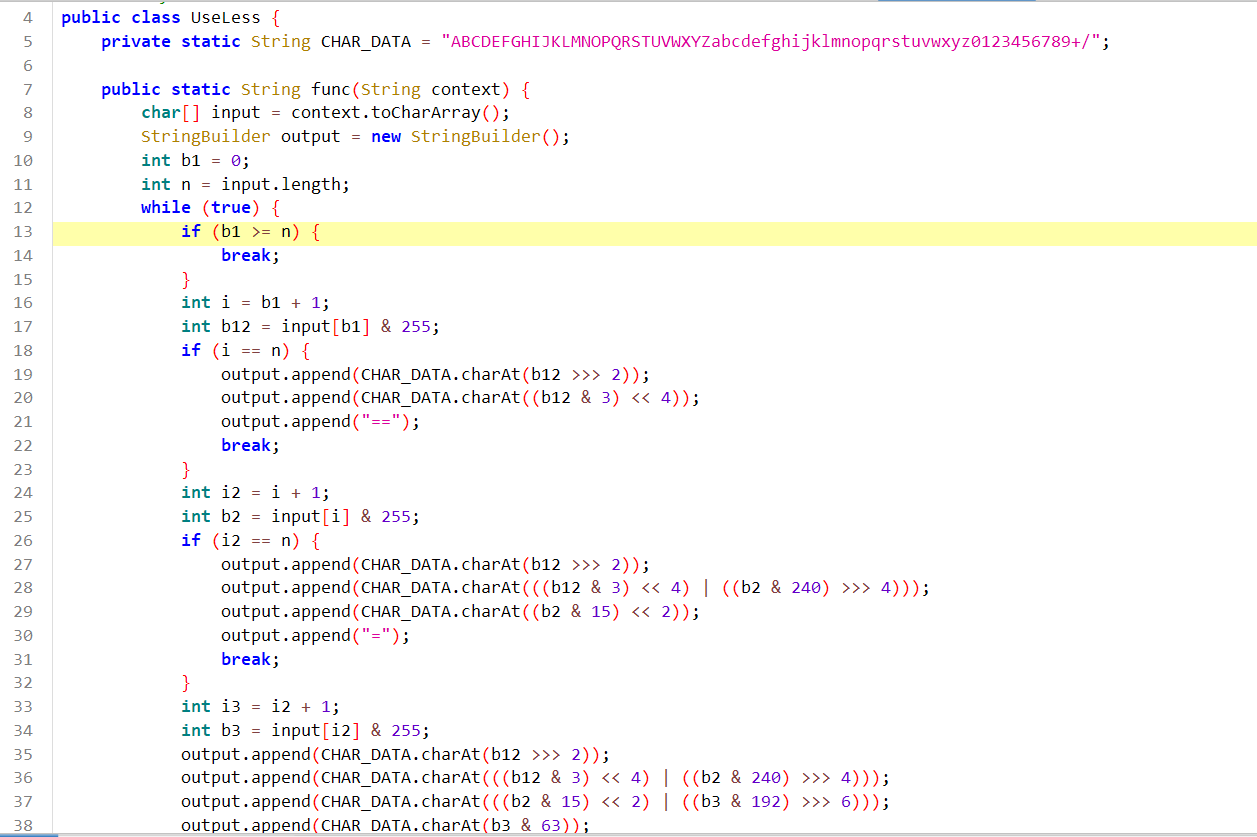 4 public class UseLess {
5     private static String CHAR_DATA = "ABCDEFGHIJKLMNOPQRSTUVWXYZabcdefghijklmnopqrstuvwxyz0123456789+/";
6
7     public static String func(String context) {
8         char[] input = context.toCharArray();
9         StringBuilder output = new StringBuilder();
10         int b1 = 0;
11         int n = input.length;
12         while (true) {
13             if (b1 >= n) {
14                 break;
15             }
16             int i = b1 + 1;
17             int b12 = input[b1] & 255;
18             if (i == n) {
19                 output.append(CHAR_DATA.charAt(b12 >>> 2));
20                 output.append(CHAR_DATA.charAt((b12 & 3) << 4));
21                 output.append("==");
22                 break;
23             }
24             int i2 = i + 1;
25             int b2 = input[i] & 255;
26             if (i2 == n) {
27                 output.append(CHAR_DATA.charAt(b12 >>> 2));
28                 output.append(CHAR_DATA.charAt(((b12 & 3) << 4) | ((b2 & 240) >>> 4)));
29                 output.append(CHAR_DATA.charAt((b2 & 15) << 2));
30                 output.append("=");
31                 break;
32             }
33             int i3 = i2 + 1;
34             int b3 = input[i2] & 255;
35             output.append(CHAR_DATA.charAt(b12 >>> 2));
36             output.append(CHAR_DATA.charAt(((b12 & 3) << 4) | ((b2 & 240) >>> 4)));
37             output.append(CHAR_DATA.charAt(((b2 & 15) << 2) | ((b3 & 192) >>> 6)));
38             output.append(CHAR_DATA.charAt(b3 & 63));